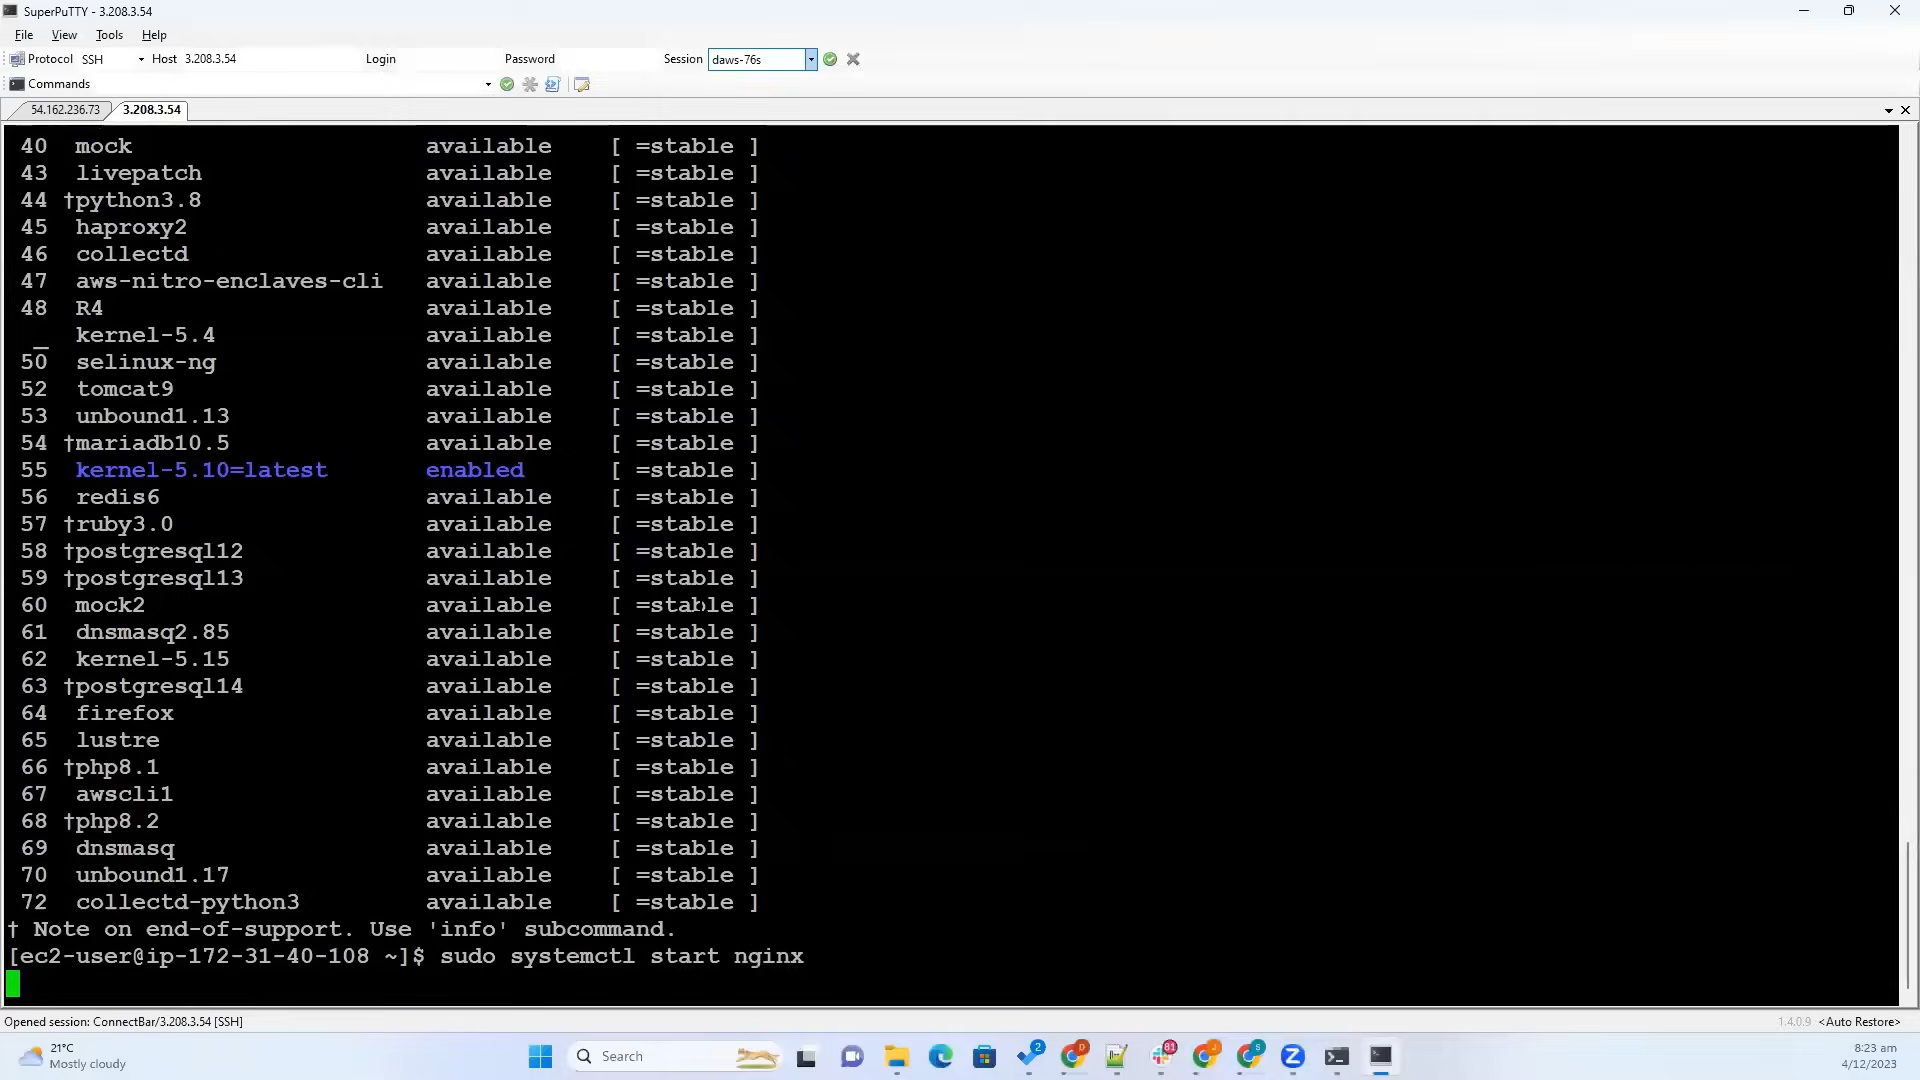 SuperPuTTY - 3.208.3.54
File View Tools Help
Protocol SSH Host 3.208.3.54 Login Password Session daws-76s
Commands
54.162.236.73 3.208.3.54
40 mock available [ =stable ]
43 livepatch available [ =stable ]
44 †python3.8 available [ =stable ]
45 haproxy2 available [ =stable ]
46 collectd available [ =stable ]
47 aws-nitro-enclaves-cli available [ =stable ]
48 R4 available [ =stable ]
_ kernel-5.4 available [ =stable ]
50 selinux-ng available [ =stable ]
52 tomcat9 available [ =stable ]
53 unbound1.13 available [ =stable ]
54 †mariadb10.5 available [ =stable ]
55 kernel-5.10=latest enabled [ =stable ]
56 redis6 available [ =stable ]
57 †ruby3.0 available [ =stable ]
58 †postgresql12 available [ =stable ]
59 †postgresql13 available [ =stable ]
60 mock2 available [ =stable ]
61 dnsmasq2.85 available [ =stable ]
62 kernel-5.15 available [ =stable ]
63 †postgresql14 available [ =stable ]
64 firefox available [ =stable ]
65 lustre available [ =stable ]
66 †php8.1 available [ =stable ]
67 awscli1 available [ =stable ]
68 †php8.2 available [ =stable ]
69 dnsmasq available [ =stable ]
70 unbound1.17 available [ =stable ]
72 collectd-python3 available [ =stable ]
† Note on end-of-support. Use 'info' subcommand.
[ec2-user@ip-172-31-40-108 ~]$ sudo systemctl start nginx
Opened session: ConnectBar/3.208.3.54 [SSH] 1.4.0.9 <Auto Restore>
21°C
Mostly cloudy
Search
2
81
D
J
S
Z
8:23 am
4/12/2023